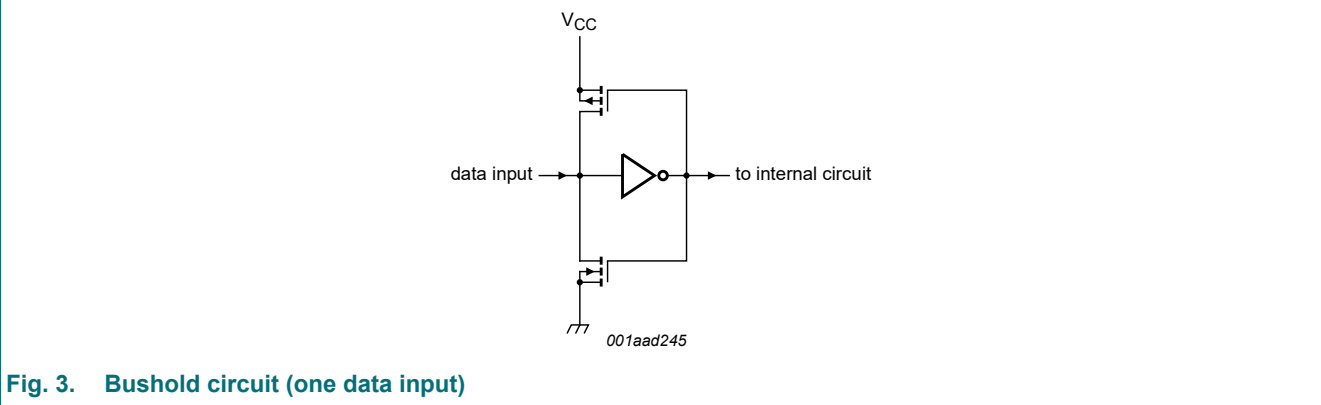 VCC
data input
to internal circuit
001aad245
Fig. 3. Bushold circuit (one data input)